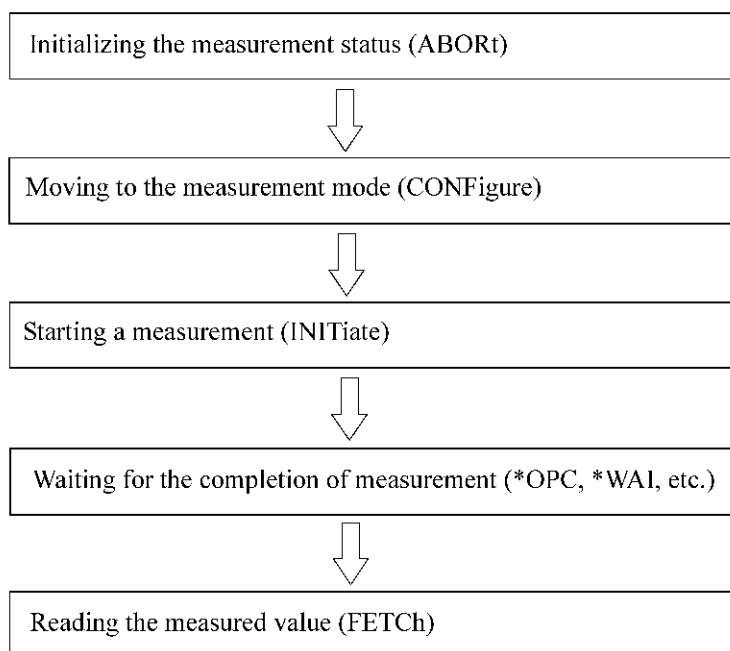 Initializing the measurement status (ABORt)
Moving to the measurement mode (CONFigure)
Starting a measurement (INITiate)
Waiting for the completion of measurement (*OPC, *WAI, etc.)
Reading the measured value (FETCh)